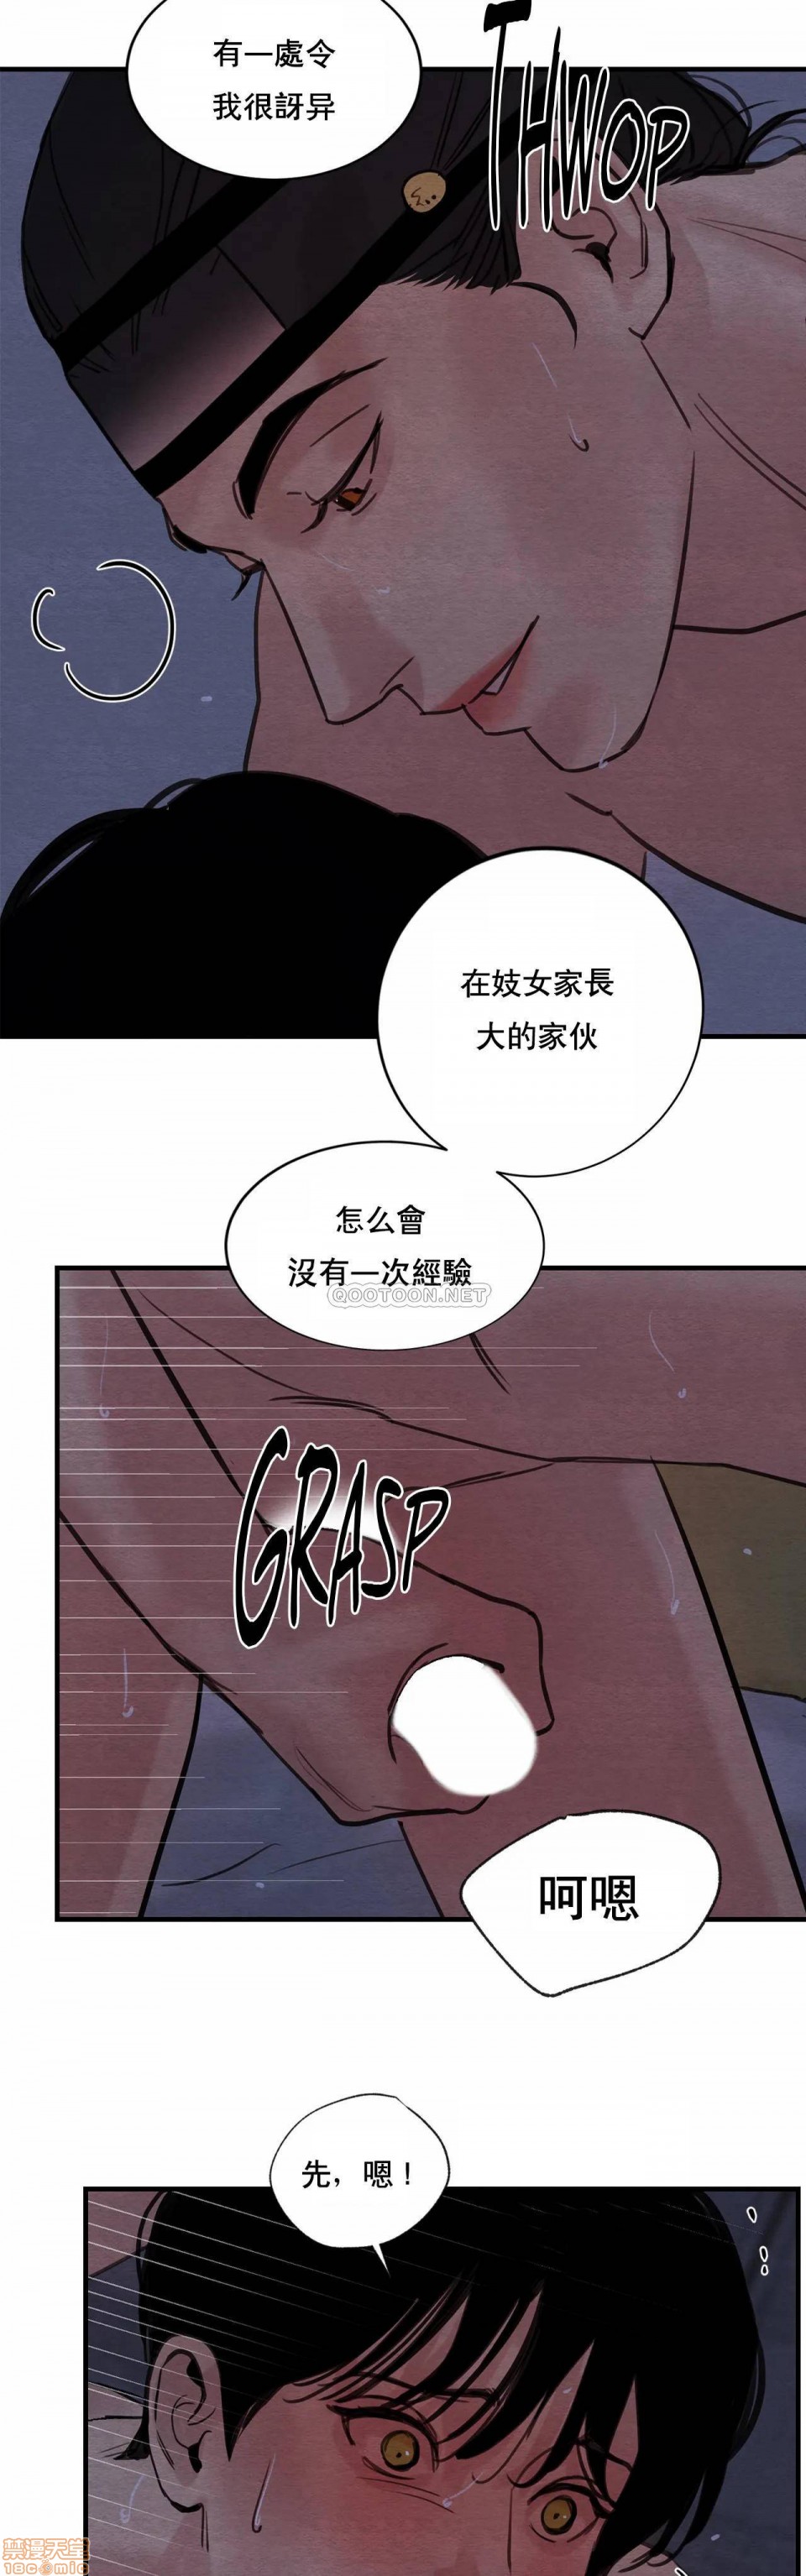 有一處令
我很訝异
THWOP
在妓女家長
大的家伙
怎么會
沒有一次經驗
QOOTOON.NET
GRASP
呵嗯
先，嗯！
禁漫天堂
18comic